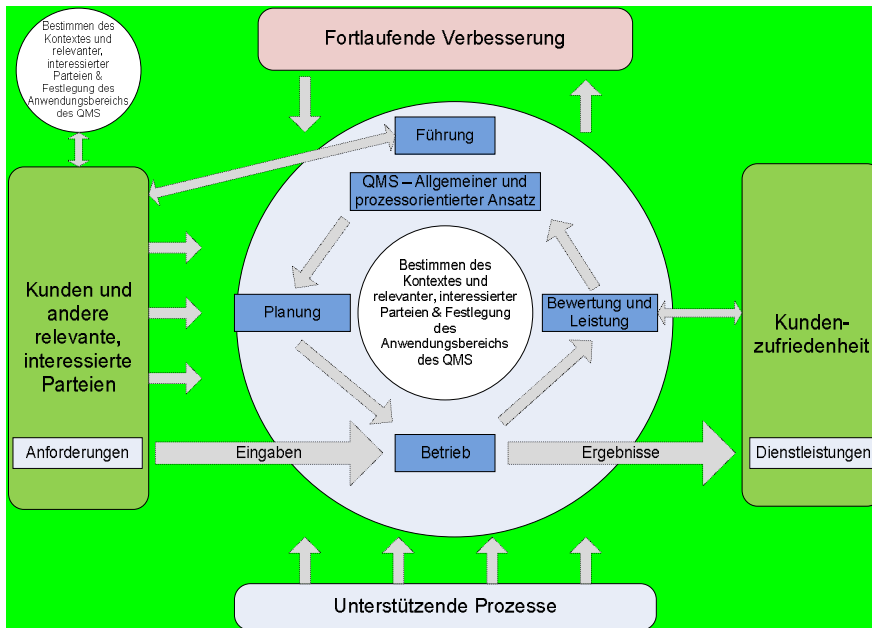 Bestimmen des
Kontextes und
relevanter,
interessierter
Parteien &
Festlegung des
Anwendungsbereichs
des QMS
Fortlaufende Verbesserung
Führung
QMS – Allgemeiner und
prozessorientierter Ansatz
Kunden und
andere
relevante,
interessierte
Parteien
Planung
Bestimmen des
Kontextes und
relevanter, interessierter
Parteien & Festlegung
des
Anwendungsbereichs
des QMS
Bewertung und
Leistung
Kunden-
zufriedenheit
Anforderungen
Eingaben
Betrieb
Ergebnisse
Dienstleistungen
Unterstützende Prozesse